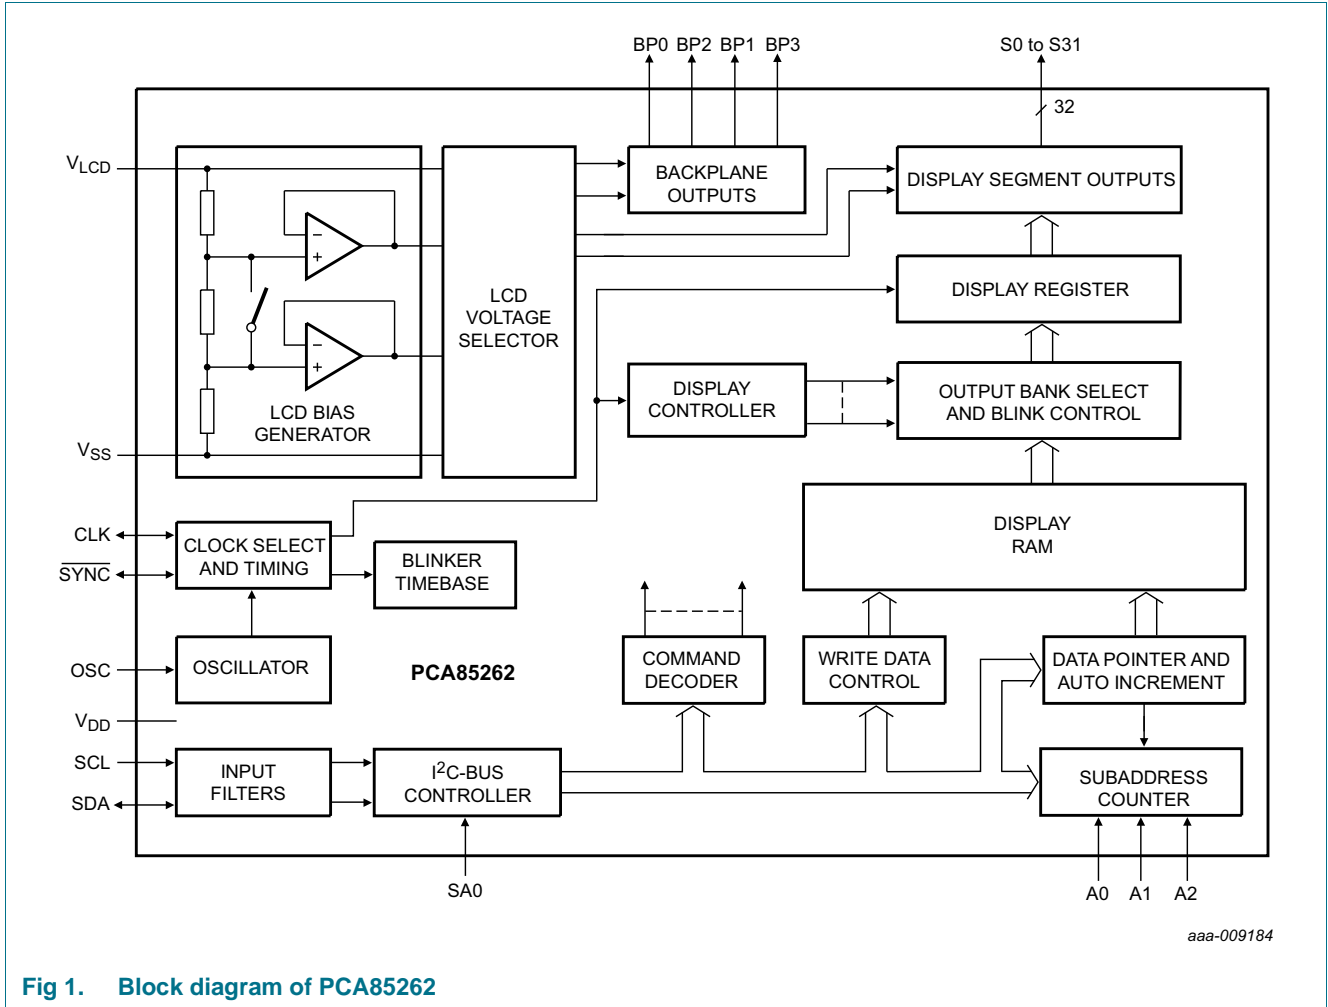 BP0 BP2 BP1 BP3
S0 to S31
32
VLCD
BACKPLANE
OUTPUTS
DISPLAY SEGMENT OUTPUTS
−
+
−
+
LCD
VOLTAGE
SELECTOR
DISPLAY REGISTER
LCD BIAS
GENERATOR
DISPLAY
CONTROLLER
OUTPUT BANK SELECT
AND BLINK CONTROL
VSS
CLK
SYNC
CLOCK SELECT
AND TIMING
BLINKER
TIMEBASE
DISPLAY
RAM
OSC
OSCILLATOR
PCA85262
COMMAND
DECODER
WRITE DATA
CONTROL
DATA POINTER AND
AUTO INCREMENT
VDD
SCL
SDA
INPUT
FILTERS
I2C-BUS
CONTROLLER
SUBADDRESS
COUNTER
SA0
A0 A1 A2
aaa-009184
Fig 1. Block diagram of PCA85262